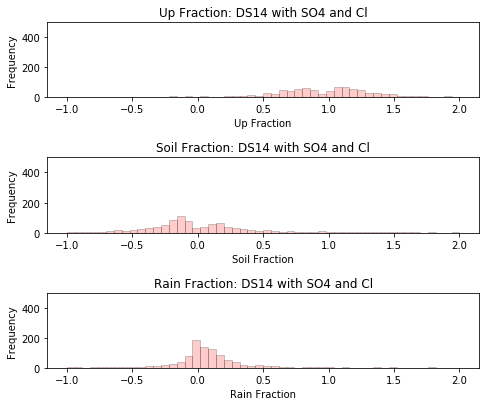 Up Fraction: DS14 with SO4 and Cl
400
200
0
Frequency
−1.0 −0.5 0.0 0.5 1.0 1.5 2.0
Up Fraction
Soil Fraction: DS14 with SO4 and Cl
400
200
0
Frequency
−1.0 −0.5 0.0 0.5 1.0 1.5 2.0
Soil Fraction
Rain Fraction: DS14 with SO4 and Cl
400
200
0
Frequency
−1.0 −0.5 0.0 0.5 1.0 1.5 2.0
Rain Fraction